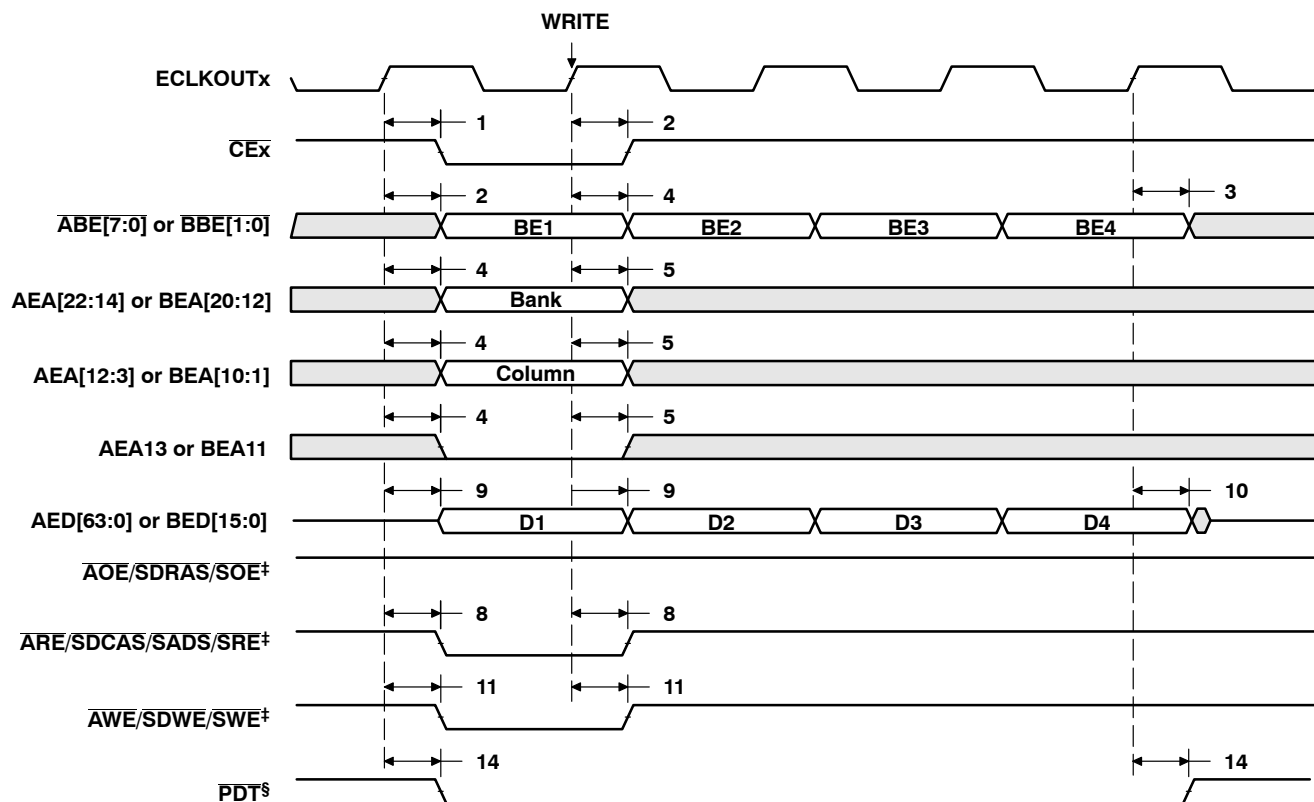 WRITE
ECLKOUTx
1 2
CEx
2 4 3
ABE[7:0] or BBE[1:0] BE1 BE2 BE3 BE4
4 5
AEA[22:14] or BEA[20:12] Bank
4 5
AEA[12:3] or BEA[10:1] Column
4 5
AEA13 or BEA11
9 9 10
AED[63:0] or BED[15:0] D1 D2 D3 D4
AOE/SDRAS/SOE‡
8 8
ARE/SDCAS/SADS/SRE‡
11 11
AWE/SDWE/SWE‡
14 14
PDT§